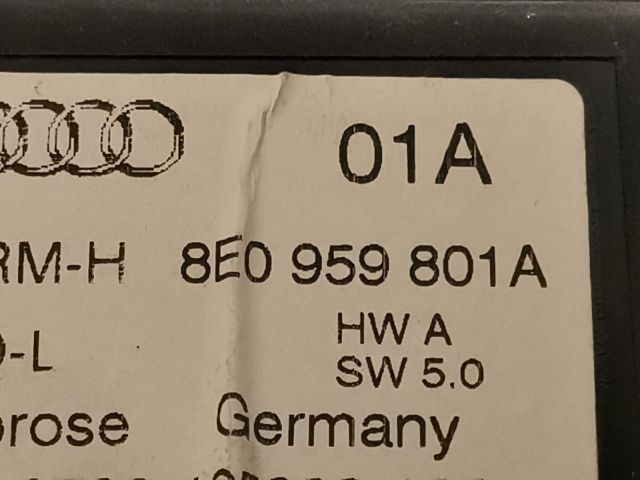 01A
RM-H 8E0 959 801A
HW A
-L
SW 5.0
rose Germany